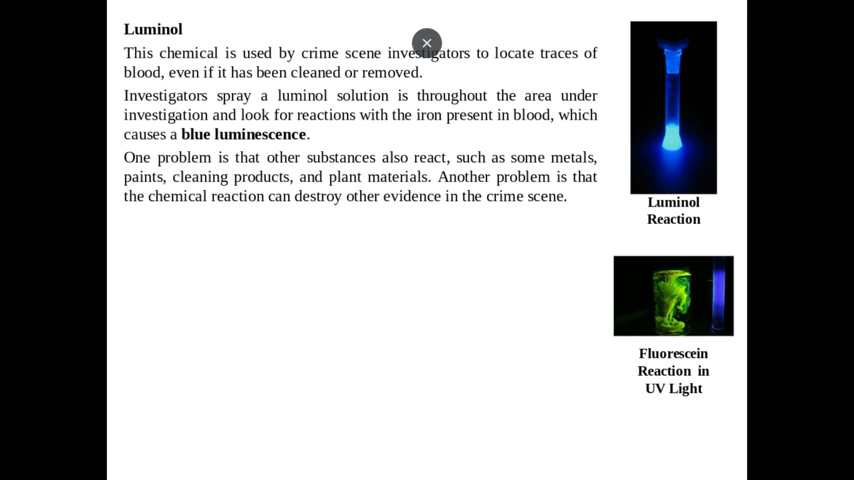 Luminol
This chemical is used by crime scene investigators to locate traces of
blood, even if it has been cleaned or removed.
Investigators spray a luminol solution is throughout the area under
investigation and look for reactions with the iron present in blood, which
causes a blue luminescence.
One problem is that other substances also react, such as some metals,
paints, cleaning products, and plant materials. Another problem is that
the chemical reaction can destroy other evidence in the crime scene.
Luminol
Reaction
Fluorescein
Reaction in
UV Light